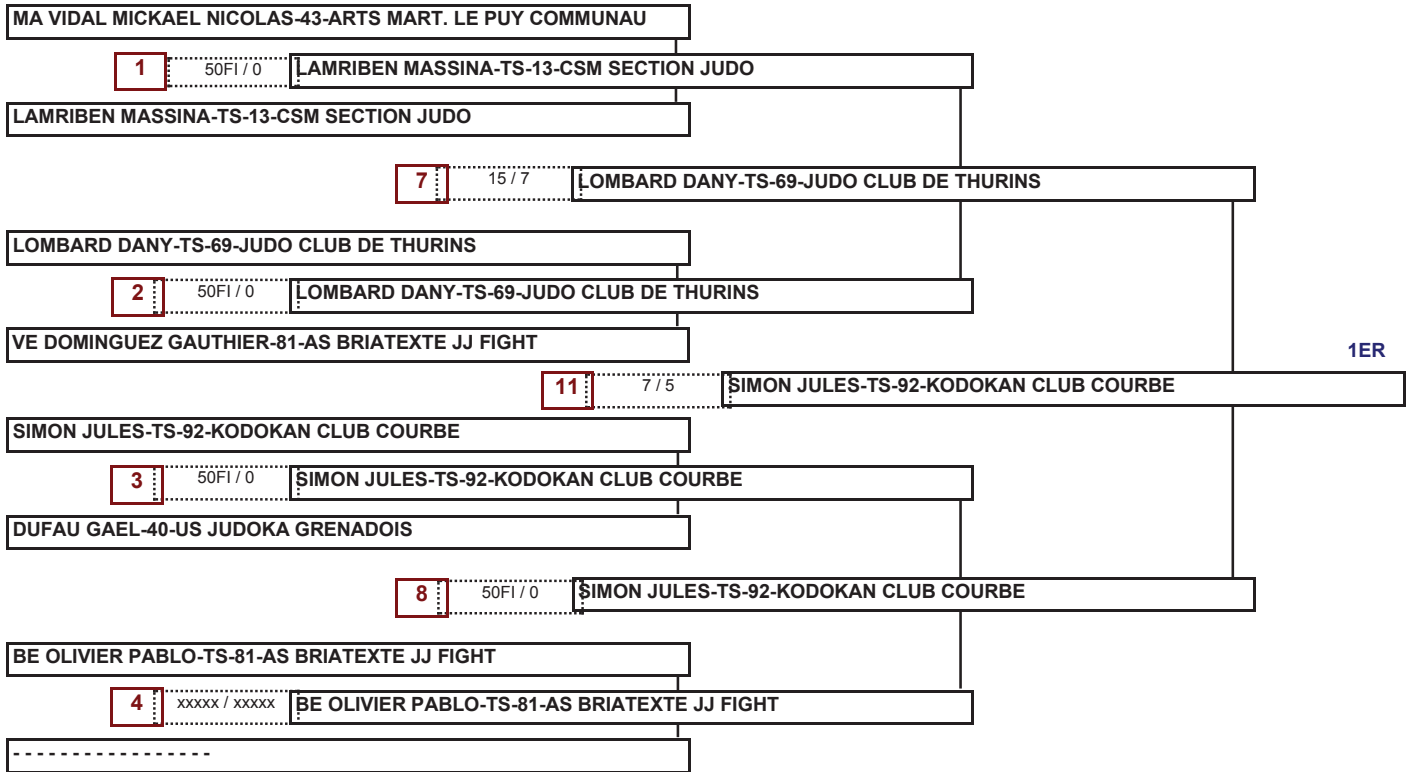 MA VIDAL MICKAEL NICOLAS-43-ARTS MART. LE PUY COMMUNAU
1 50FI / 0 LAMRIBEN MASSINA-TS-13-CSM SECTION JUDO
LAMRIBEN MASSINA-TS-13-CSM SECTION JUDO
7 15 / 7 LOMBARD DANY-TS-69-JUDO CLUB DE THURINS
LOMBARD DANY-TS-69-JUDO CLUB DE THURINS
2 50FI / 0 LOMBARD DANY-TS-69-JUDO CLUB DE THURINS
VE DOMINGUEZ GAUTHIER-81-AS BRIATEXTE JJ FIGHT
1ER
11 7 / 5 SIMON JULES-TS-92-KODOKAN CLUB COURBE
SIMON JULES-TS-92-KODOKAN CLUB COURBE
3 50FI / 0 SIMON JULES-TS-92-KODOKAN CLUB COURBE
DUFAU GAEL-40-US JUDOKA GRENADOIS
8 50FI / 0 SIMON JULES-TS-92-KODOKAN CLUB COURBE
BE OLIVIER PABLO-TS-81-AS BRIATEXTE JJ FIGHT
4 xxxxx / xxxxx BE OLIVIER PABLO-TS-81-AS BRIATEXTE JJ FIGHT
- - - - - - - - - - - - - - - - -